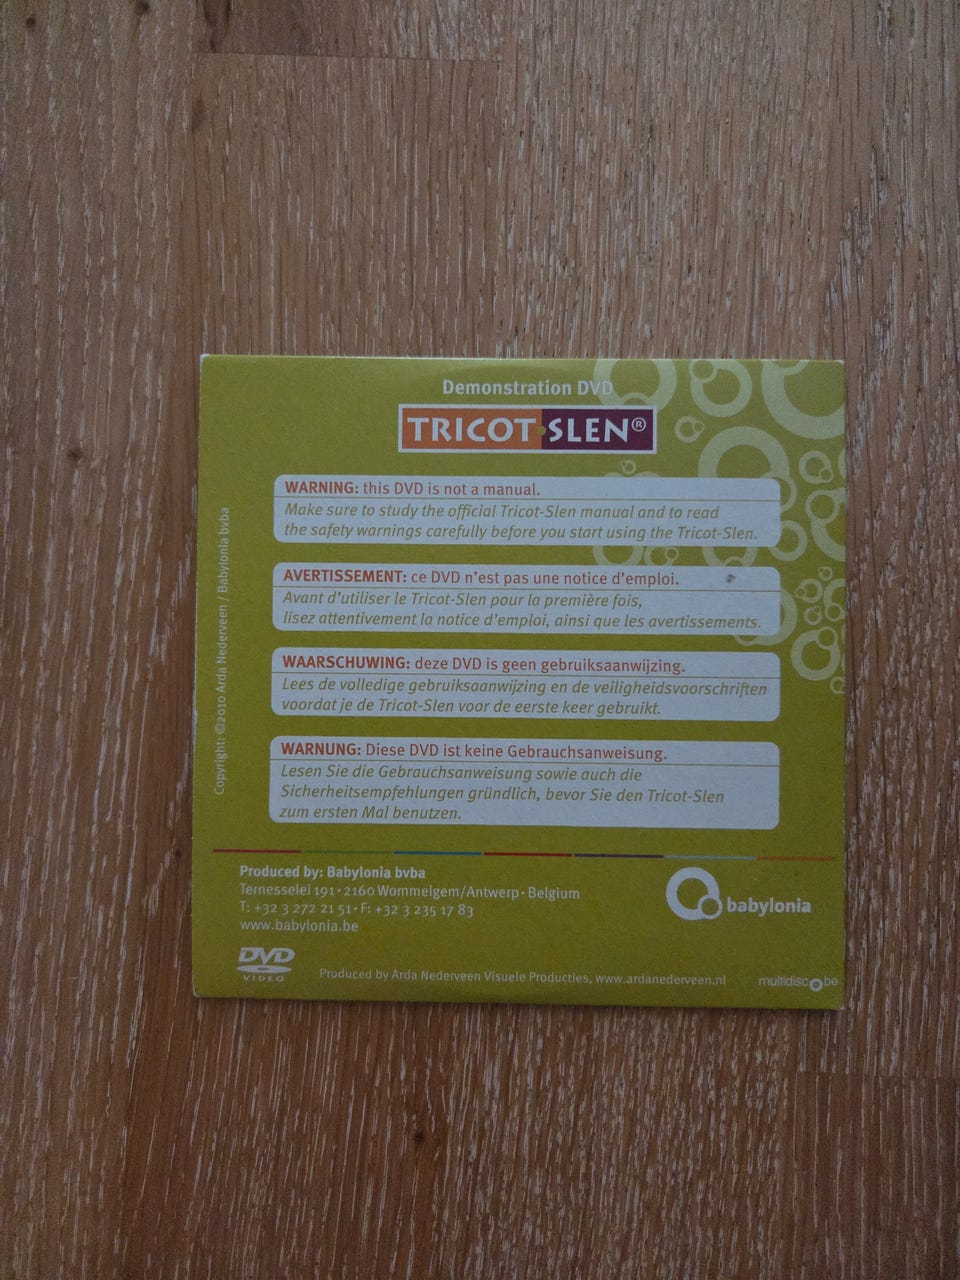 Demonstration DVD
TRICOT·SLEN®
WARNING: this DVD is not a manual.
Make sure to study the official Tricot-Slen manual and to read
the safety warnings carefully before you start using the Tricot-Slen.
AVERTISSEMENT: ce DVD n'est pas une notice d'emploi.
Avant d'utiliser le Tricot-Slen pour la première fois,
lisez attentivement la notice d'emploi, ainsi que les avertissements.
WAARSCHUWING: deze DVD is geen gebruiksaanwijzing.
Lees de volledige gebruiksaanwijzing en de veiligheidsvoorschriften
voordat je de Tricot-Slen voor de eerste keer gebruikt.
WARNUNG: Diese DVD ist keine Gebrauchsanweisung.
Lesen Sie die Gebrauchsanweisung sowie auch die
Sicherheitsempfehlungen gründlich, bevor Sie den Tricot-Slen
zum ersten Mal benutzen.
Copyright: ©2010 Arda Nederveen / Babylonia bvba
Produced by: Babylonia bvba
Ternesselei 191 · 2160 Wommelgem/Antwerp · Belgium
T: +32 3 272 21 51 · F: +32 3 235 17 83
www.babylonia.be
babylonia
DVD
VIDEO
Produced by Arda Nederveen Visuele Producties, www.ardanederveen.nl
multidisc be